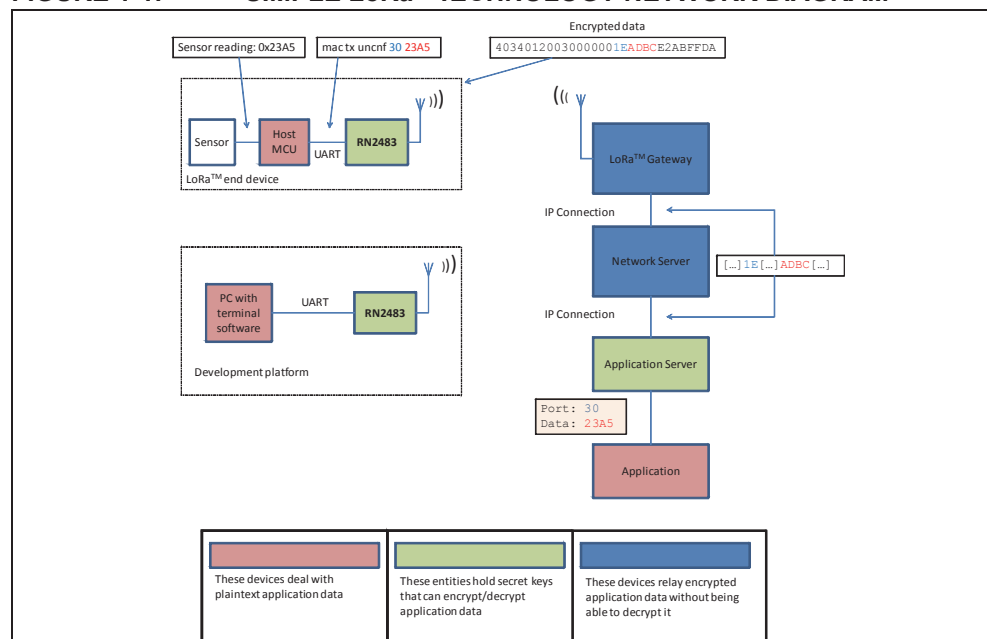 Encrypted data
Sensor reading: 0x23A5
mac tx uncnf 30 23A5
40340120030000001EADBCE2ABFFDA
Sensor
Host
MCU
UART
RN2483
LoRa™ end device
LoRa™ Gateway
IP Connection
Network Server
[…]1E[…]ADBC[…]
IP Connection
PC with
terminal
software
UART
RN2483
Development platform
Application Server
Port: 30
Data: 23A5
Application
These devices deal with
plaintext application data
These entities hold secret keys
that can encrypt/decrypt
application data
These devices relay encrypted
application data without being
able to decrypt it